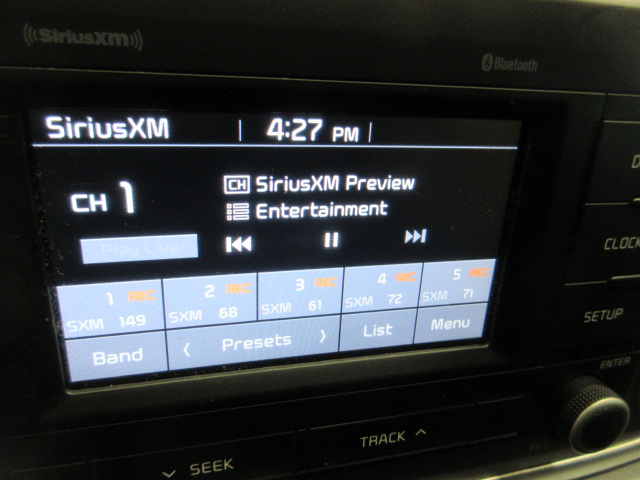 SiriusXM
Bluetooth
SiriusXM 4:27 PM
CH 1
CH SiriusXM Preview
Entertainment
Play Live
1 REC 2 REC 3 REC 4 REC 5 REC
SXM 149 SXM 68 SXM 61 SXM 72 SXM 71
Band < Presets > List Menu
D
CLOCK
SETUP
ENTER
SEEK
TRACK